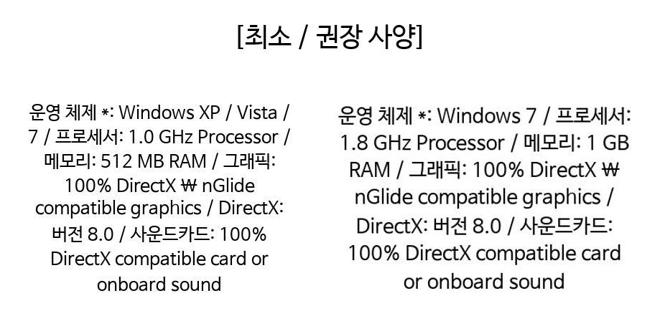 [최소 / 권장 사양]
운영 체제 *: Windows XP / Vista /
7 / 프로세서: 1.0 GHz Processor /
메모리: 512 MB RAM / 그래픽:
100% DirectX ₩ nGlide
compatible graphics / DirectX:
버전 8.0 / 사운드카드: 100%
DirectX compatible card or
onboard sound
운영 체제 *: Windows 7 / 프로세서:
1.8 GHz Processor / 메모리: 1 GB
RAM / 그래픽: 100% DirectX ₩
nGlide compatible graphics /
DirectX: 버전 8.0 / 사운드카드:
100% DirectX compatible card
or onboard sound